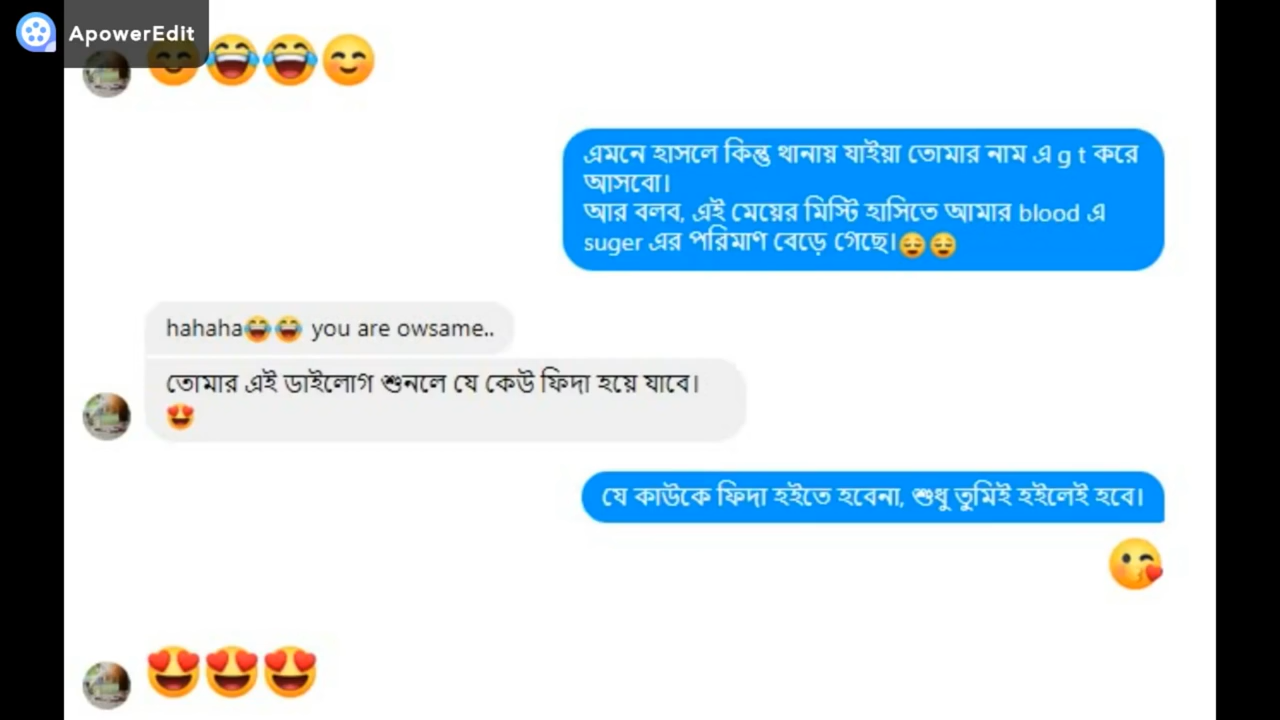 ApowerEdit
এমনে হাসলে কিন্তু থানায় যাইয়া তোমার নাম এ g t করে
আসবো।
আর বলব, এই মেয়ের মিস্টি হাসিতে আমার blood এ
suger এর পরিমাণ বেড়ে গেছে।😌😌
hahaha😂😂 you are owsame..
তোমার এই ডাইলোগ শুনলে যে কেউ ফিদা হয়ে যাবে।
😍
যে কাউকে ফিদা হইতে হবেনা, শুধু তুমিই হইলেই হবে।